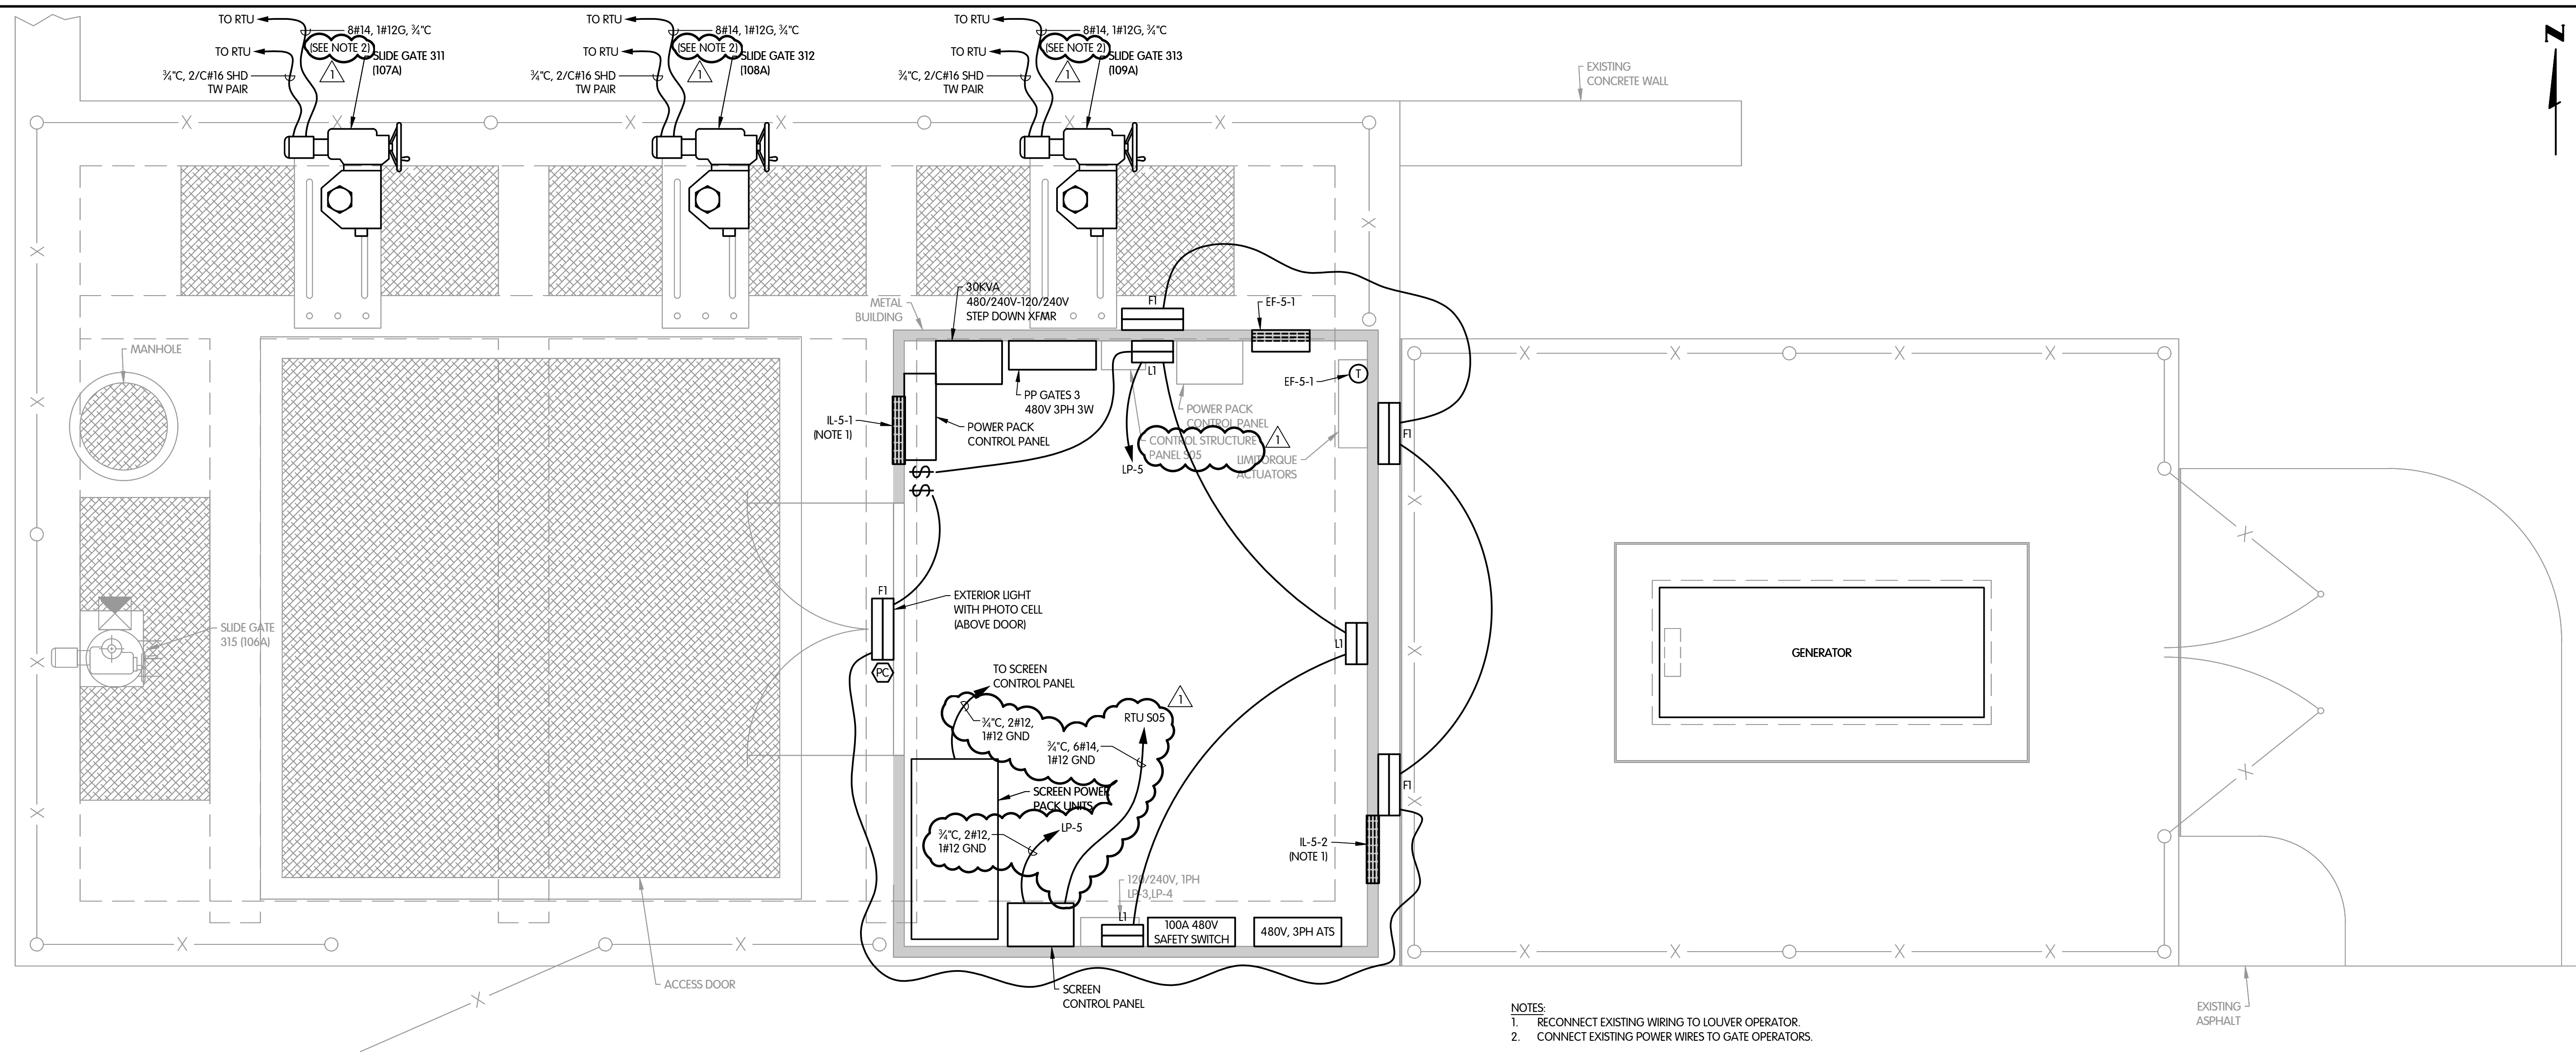 TO RTU
8#14, 1#12G, ¾"C
(SEE NOTE 2)
1
TO RTU
SLIDE GATE 311
(107A)
¾"C, 2/C#16 SHD
TW PAIR
TO RTU
8#14, 1#12G, ¾"C
(SEE NOTE 2)
1
TO RTU
SLIDE GATE 312
(108A)
¾"C, 2/C#16 SHD
TW PAIR
TO RTU
8#14, 1#12G, ¾"C
(SEE NOTE 2)
1
TO RTU
SLIDE GATE 313
(109A)
¾"C, 2/C#16 SHD
TW PAIR
EXISTING
CONCRETE WALL
N
METAL
BUILDING
30KVA
480/240V-120/240V
STEP DOWN XFMR
F1
EF-5-1
MANHOLE
L1
EF-5-1
T
PP GATES 3
480V 3PH 3W
POWER PACK
CONTROL PANEL
IL-5-1
(NOTE 1)
POWER PACK
CONTROL PANEL
CONTROL STRUCTURE
PANEL S05
1
F1
LIMITORQUE
ACTUATORS
LP-5
$
$
F1
EXTERIOR LIGHT
WITH PHOTO CELL
(ABOVE DOOR)
SLIDE GATE
315 (106A)
L1
GENERATOR
PC
TO SCREEN
CONTROL PANEL
¾"C, 2#12,
1#12 GND
RTU S05
1
¾"C, 6#14,
1#12 GND
SCREEN POWER
PACK UNITS
F1
¾"C, 2#12,
1#12 GND
LP-5
IL-5-2
(NOTE 1)
120/240V, 1PH
LP-3,LP-4
L1
100A 480V
SAFETY SWITCH
480V, 3PH ATS
ACCESS DOOR
SCREEN
CONTROL PANEL
EXISTING
ASPHALT
NOTES:
1. RECONNECT EXISTING WIRING TO LOUVER OPERATOR.
2. CONNECT EXISTING POWER WIRES TO GATE OPERATORS.